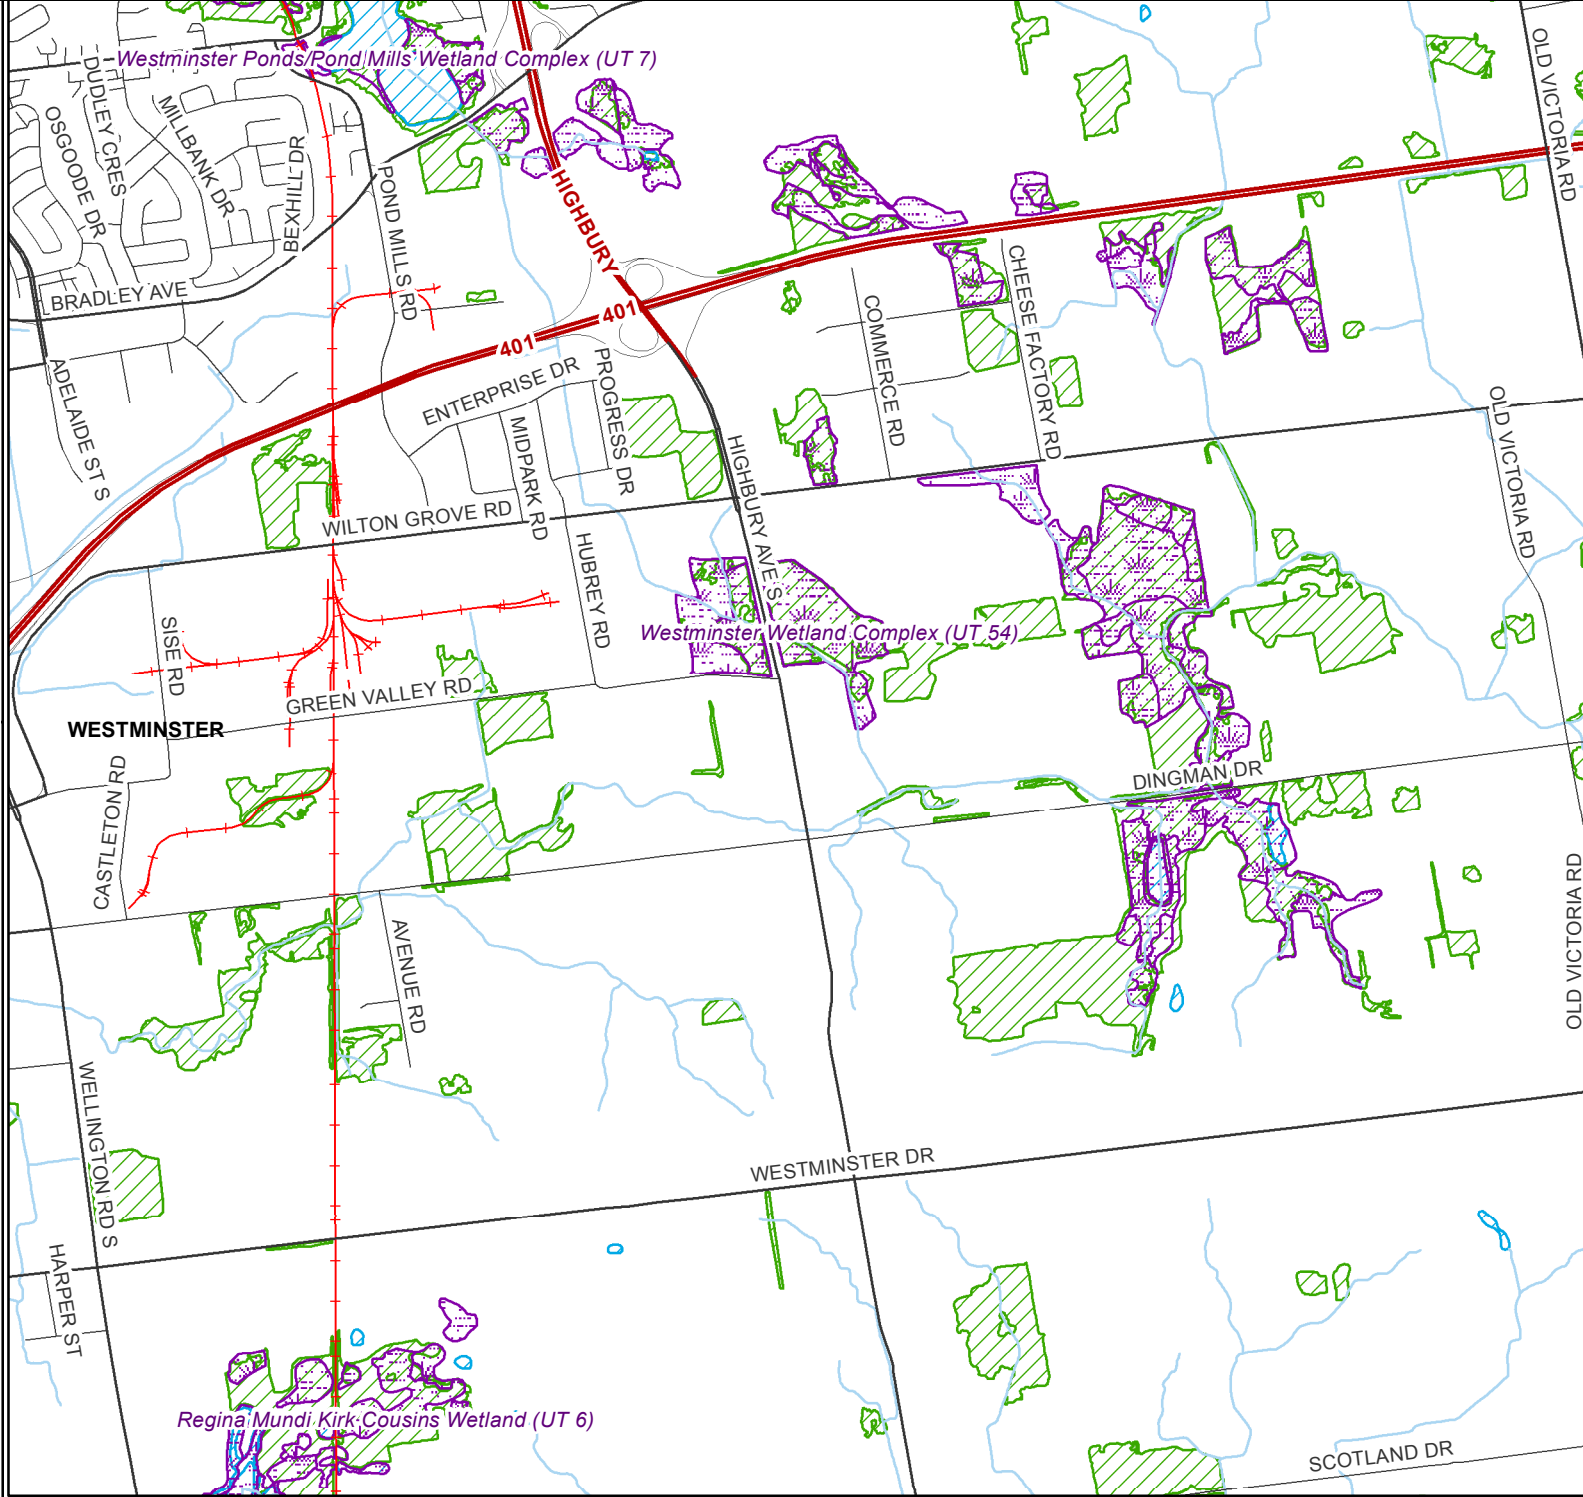 Westminster Ponds/Pond Mills Wetland Complex (UT 7)
OLD VICTORIA RD
DUDLEY CRES
MILLBANK DR
OSGOODE DR
BEXHILL DR
POND MILLS RD
HIGHBURY
BRADLEY AVE
401
401
CHEESE FACTORY RD
COMMERCE RD
ADELAIDE ST S
ENTERPRISE DR
PROGRESS DR
MIDPARK RD
HIGHBURY AVE S
OLD VICTORIA RD
WILTON GROVE RD
HUBREY RD
SISE RD
Westminster Wetland Complex (UT 54)
GREEN VALLEY RD
WESTMINSTER
CASTLETON RD
DINGMAN DR
OLD VICTORIA RD
AVENUE RD
WELLINGTON RD S
WESTMINSTER DR
HARPER ST
Regina Mundi Kirk-Cousins Wetland (UT 6)
SCOTLAND DR